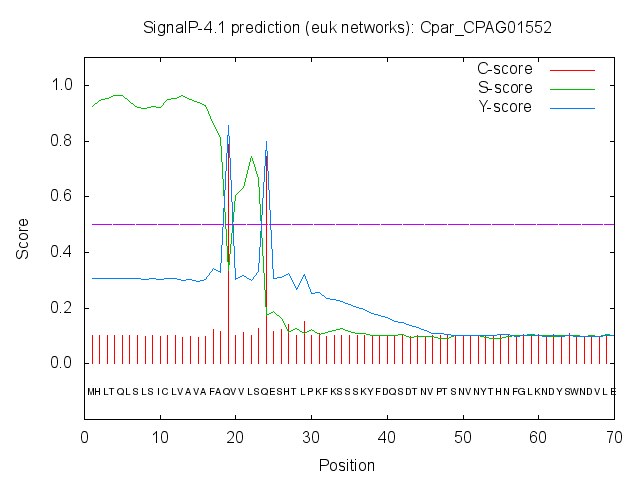 SignalP-4.1 prediction (euk networks): Cpar_CPAG01552
C-score
S-score
Y-score
1.0
0.8
0.6
0.4
0.2
0.0
Score
MHLTQLSLSICLVAVAFAQVVLSQESHTLPKFKSSSKYFDQSDTNVPTSNVNYTHNFGLKNDYSWNDVLE
0 10 20 30 40 50 60 70
Position